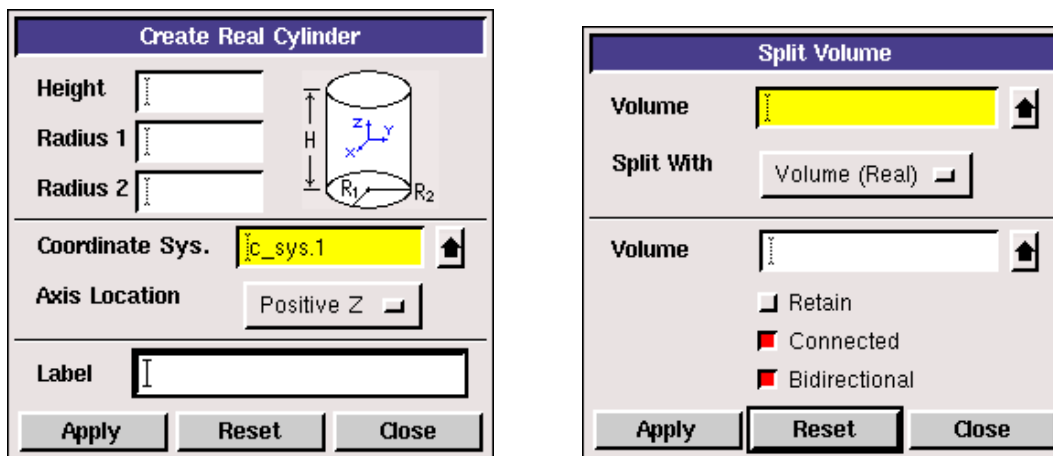 Create Real Cylinder
Height
Radius 1
Radius 2
H
Z
Y
X
R1
R2
Coordinate Sys. c_sys.1
Axis Location Positive Z
Label
Apply Reset Close
Split Volume
Volume
Split With Volume (Real)
Volume
Retain
Connected
Bidirectional
Apply Reset Close